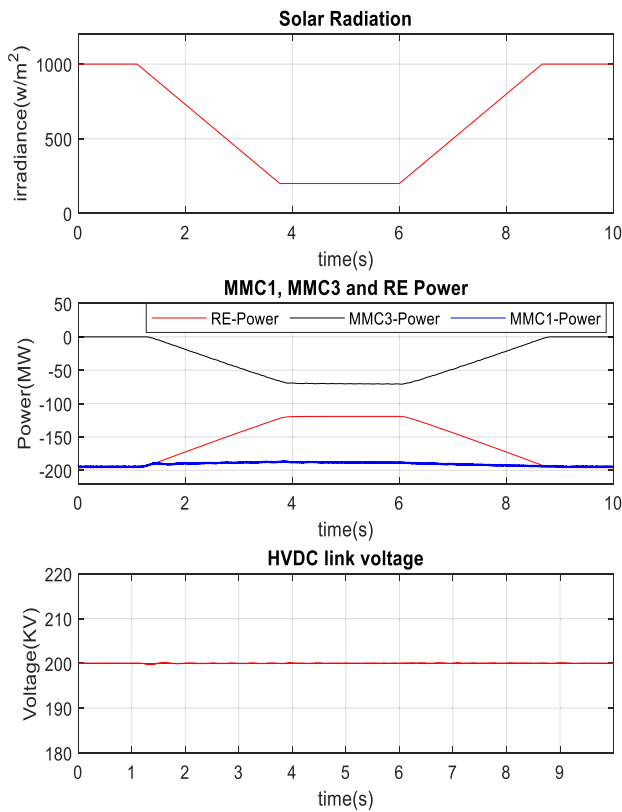 Solar Radiation
1000
500
0
irradiance(w/m²)
0 2 4 6 8 10
time(s)
MMC1, MMC3 and RE Power
50
0
-50
-100
-150
-200
Power(MW)
RE-Power MMC3-Power MMC1-Power
0 2 4 6 8 10
time(s)
HVDC link voltage
220
210
200
190
180
Voltage(KV)
0 1 2 3 4 5 6 7 8 9
time(s)